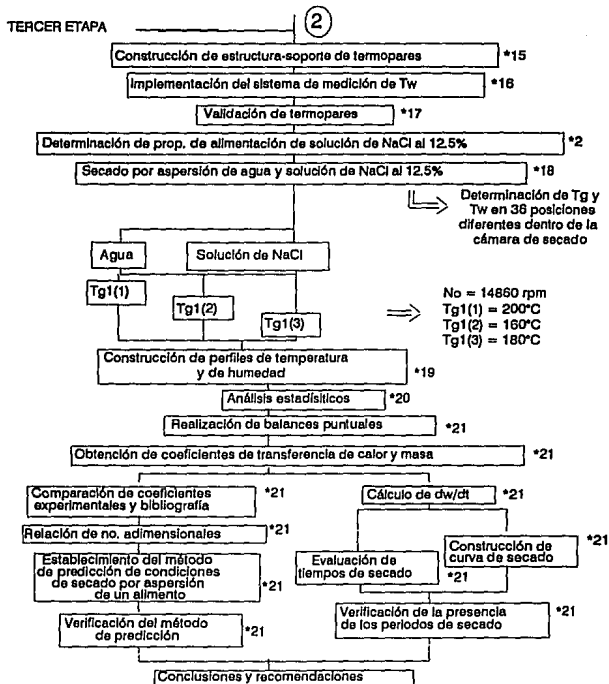 TERCER ETAPA
2
Construcción de estructura-soporte de termopares *15
Implementación del sistema de medición de Tw *16
Validación de termopares *17
Determinación de prop. de alimentación de solución de NaCl al 12.5% *2
Secado por aspersión de agua y solución de NaCl al 12.5% *18
Determinación de Tg y
Tw en 36 posiciones
diferentes dentro de la
cámara de secado
Agua
Solución de NaCl
Tg1(1)
Tg1(2)
Tg1(3)
No = 14860 rpm
Tg1(1) = 200°C
Tg1(2) = 160°C
Tg1(3) = 180°C
Construcción de perfiles de temperatura
y de humedad *19
Análisis estadísiticos *20
Realización de balances puntuales *21
Obtención de coeficientes de transferencia de calor y masa *21
Comparación de coeficientes
experimentales y bibliografía *21
Relación de no. adimensionales *21
Establecimiento del método
de predicción de condiciones
de secado por aspersión
de un alimento *21
Verificación del método
de predicción *21
Cálculo de dw/dt *21
Evaluación de
tiempos de secado *21
Construcción de
curva de secado *21
Verificación de la presencia
de los periodos de secado *21
Conclusiones y recomendaciones